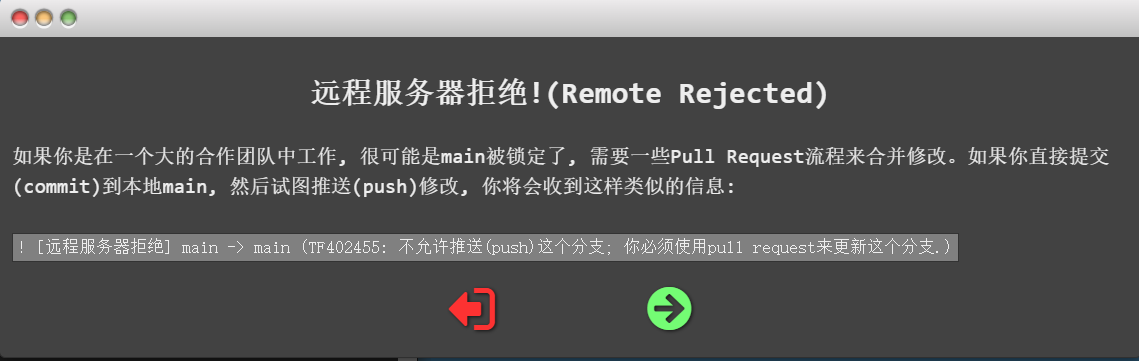 远程服务器拒绝!(Remote Rejected)
如果你是在一个大的合作团队中工作, 很可能是main被锁定了, 需要一些Pull Request流程来合并修改。如果你直接提交
(commit)到本地main, 然后试图推送(push)修改, 你将会收到这样类似的信息:
! [远程服务器拒绝] main -> main (TF402455: 不允许推送(push)这个分支; 你必须使用pull request来更新这个分支.)